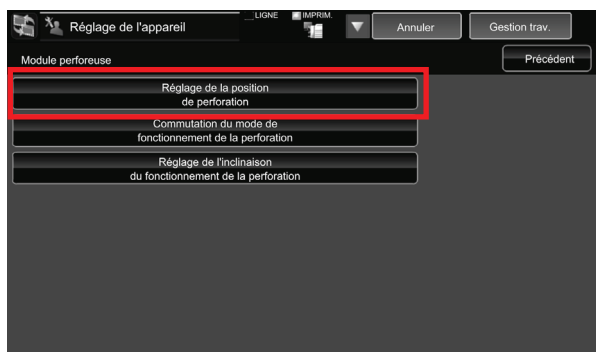 Réglage de l'appareil
LIGNE
IMPRIM.
Annuler
Gestion trav.
Module perforeuse
Précédent
Réglage de la position
de perforation
Commutation du mode de
fonctionnement de la perforation
Réglage de l'inclinaison
du fonctionnement de la perforation